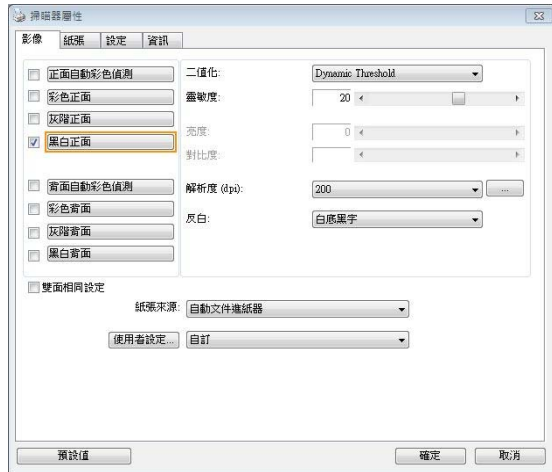 掃瞄器屬性
影像 紙張 設定 資訊
正面自動彩色偵測
彩色正面
灰階正面
黑白正面
背面自動彩色偵測
彩色背面
灰階背面
黑白背面
二值化: Dynamic Threshold
靈敏度: 20
亮度: 0
對比度:
解析度 (dpi): 200 ...
反白: 白底黑字
雙面相同設定
紙張來源: 自動文件進紙器
使用者設定... 自訂
預設值 確定 取消